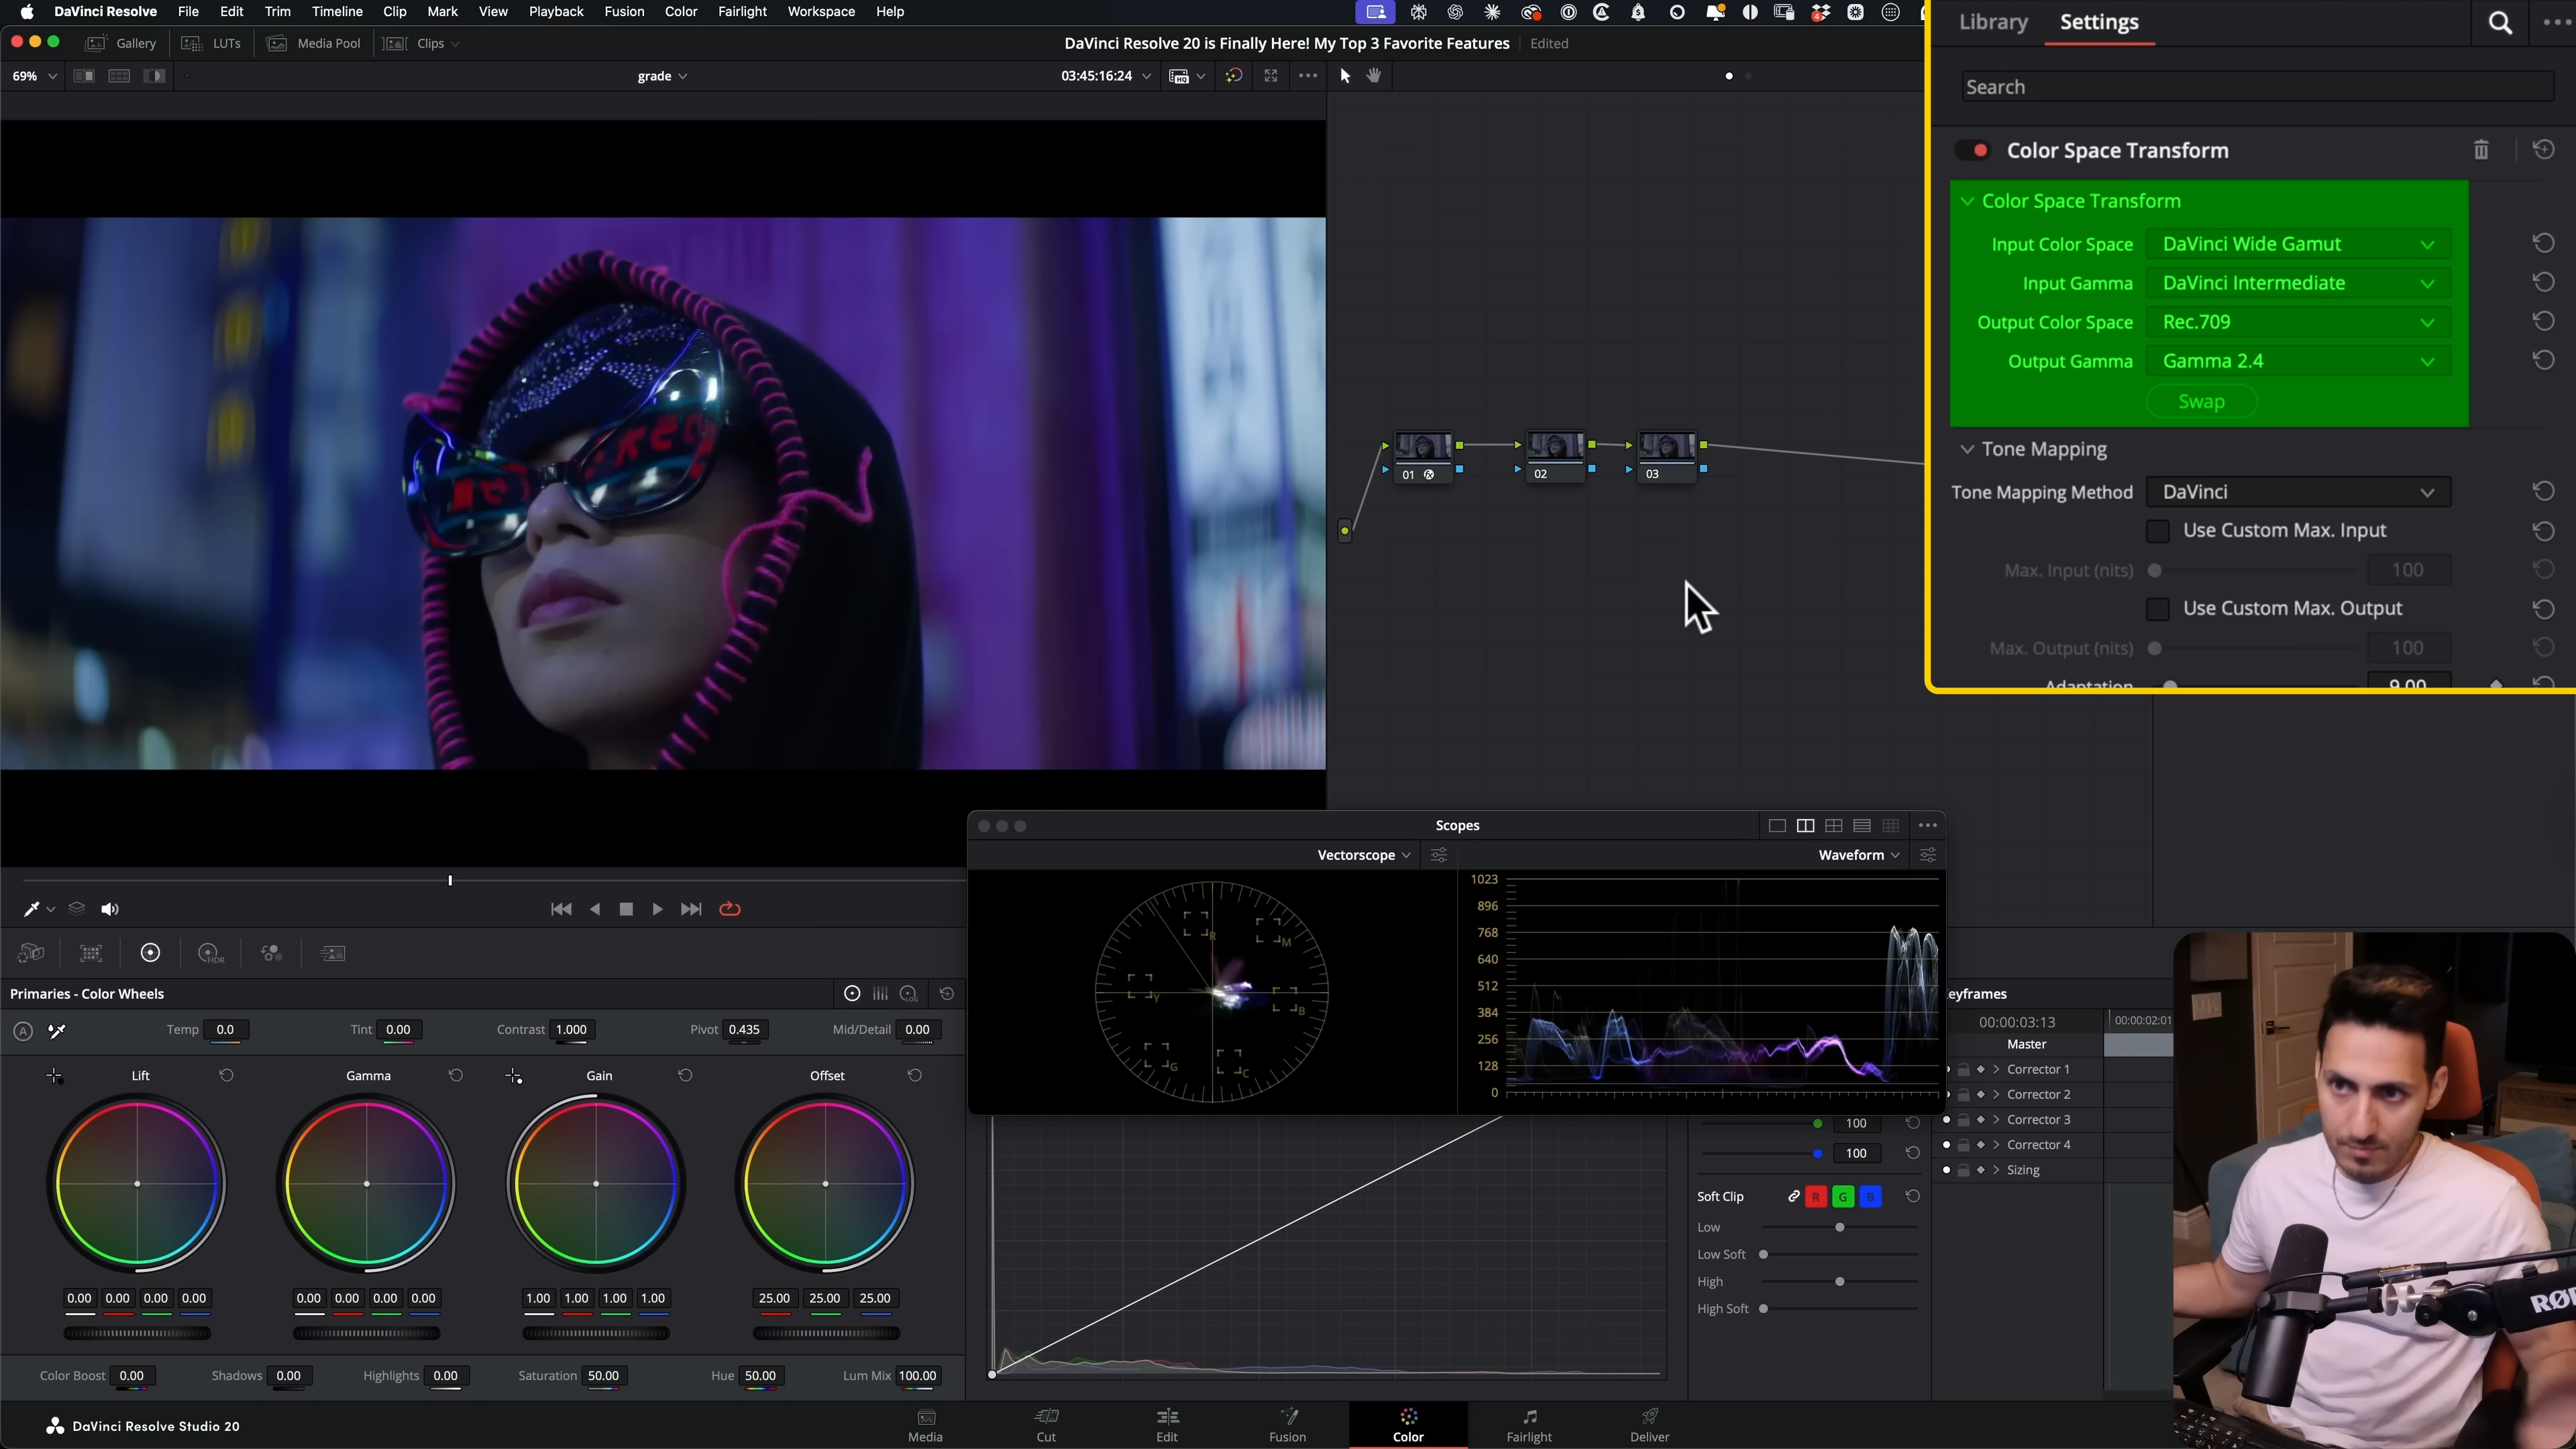 DaVinci Resolve File Edit Trim Timeline Clip Mark View Playback Fusion Color Fairlight Workspace Help
Gallery LUTs Media Pool Clips
DaVinci Resolve 20 is Finally Here! My Top 3 Favorite Features Edited
69% grade 03:45:16:24
Library Settings
Search
Color Space Transform
Color Space Transform
Input Color Space DaVinci Wide Gamut
Input Gamma DaVinci Intermediate
Output Color Space Rec.709
Output Gamma Gamma 2.4
Swap
Tone Mapping
Tone Mapping Method DaVinci
Use Custom Max. Input
Max. Input (nits) 100
Use Custom Max. Output
Max. Output (nits) 100
Adaptation 9.00
01 02 03
Scopes
Vectorscope Waveform
R M B C G Y
1023
896
768
640
512
384
256
128
0
HDR
Primaries - Color Wheels
LOG
A Temp 0.0 Tint 0.00 Contrast 1.000 Pivot 0.435 Mid/Detail 0.00
Lift Gamma Gain Offset
0.00 0.00 0.00 0.00 0.00 0.00 0.00 0.00 1.00 1.00 1.00 1.00 25.00 25.00 25.00
Color Boost 0.00 Shadows 0.00 Highlights 0.00 Saturation 50.00 Hue 50.00 Lum Mix 100.00
100
100
Soft Clip R G B
Low
Low Soft
High
High Soft
eyframes
00:00:03:13 00:00:02:01
Master
Corrector 1
Corrector 2
Corrector 3
Corrector 4
Sizing
RØD
DaVinci Resolve Studio 20
Media Cut Edit Fusion Color Fairlight Deliver